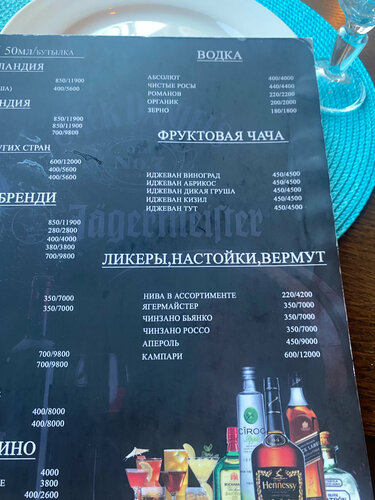 50МЛ/БУТЫЛКА
ВОДКА
850/11900
400/5600
АБСОЛЮТ 400/4000
ЧИСТЫЕ РОСЫ 440/4400
РОМАНОВ 220/2200
ОРГАНИК 200/2000
ЗЕРНО 180/1800
850/11900
850/11900
700/9800
ФРУКТОВАЯ ЧАЧА
600/12000
400/5600
400/5600
ИДЖЕВАН ВИНОГРАД 450/4500
ИДЖЕВАН АБРИКОС 450/4500
ИДЖЕВАН ДИКАЯ ГРУША 450/4500
ИДЖЕВАН КИЗИЛ 450/4500
ИДЖЕВАН ТУТ 450/4500
БРЕНДИ
850/11900
280/2800
400/4000
380/3800
700/9800
Jägermeister
ЛИКЕРЫ,НАСТОЙКИ,ВЕРМУТ
350/7000
350/7000
700/9800
700/9800
НИВА В АССОРТИМЕНТЕ 220/4200
ЯГЕРМАЙСТЕР 350/7000
ЧИНЗАНО БЬЯНКО 350/7000
ЧИНЗАНО РОССО 350/7000
АПЕРОЛЬ 450/9000
КАМПАРИ 600/12000
400/8000
400/8000
4000
3800
400/2600
CÎROC
Hennessy